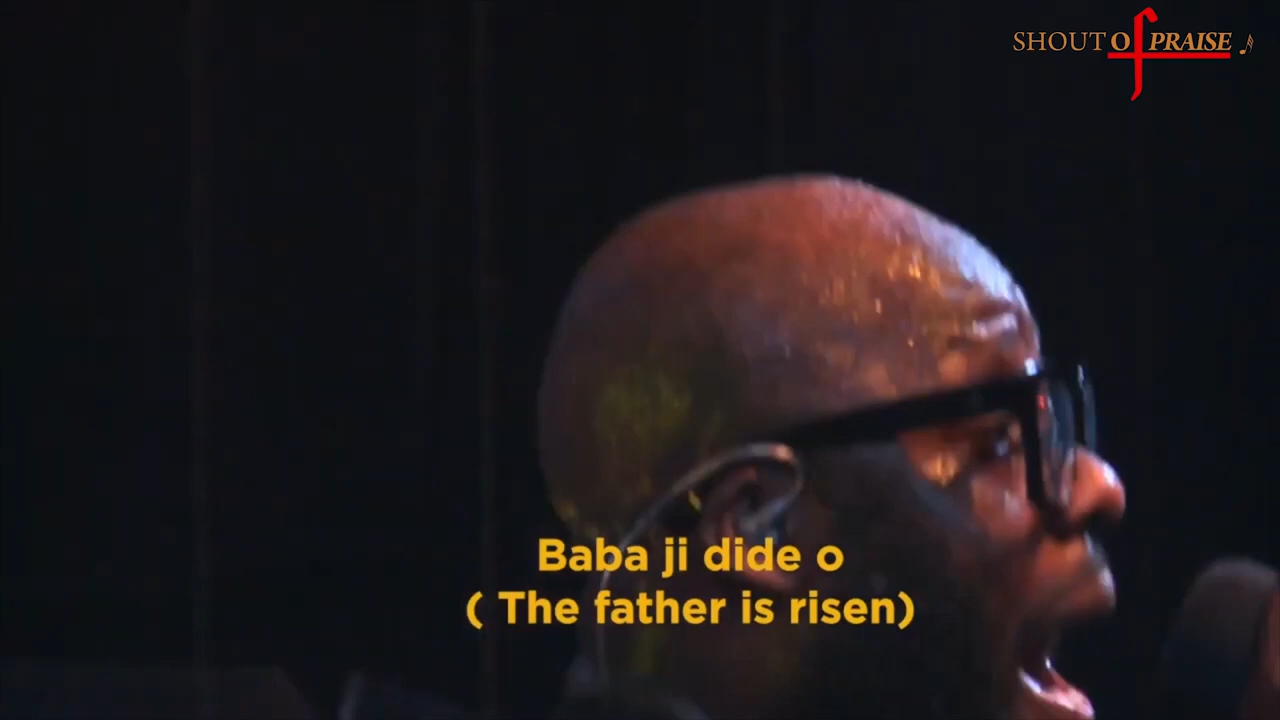 SHOUT OF PRAISE
Baba ji dide o
( The father is risen)